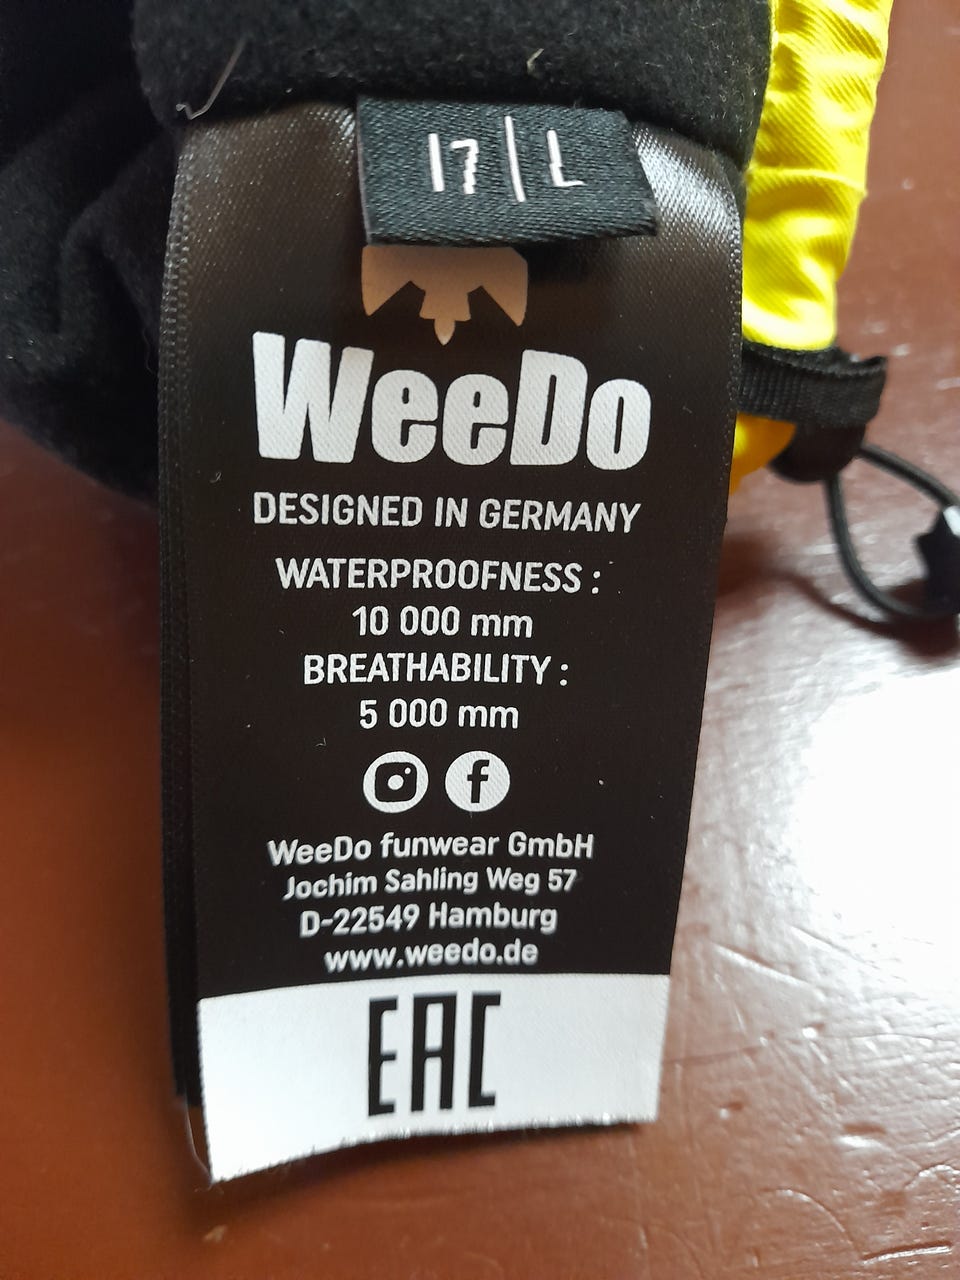 17 | L
WeeDo
DESIGNED IN GERMANY
WATERPROOFNESS :
10 000 mm
BREATHABILITY :
5 000 mm
f
WeeDo funwear GmbH
Jochim Sahling Weg 57
D-22549 Hamburg
www.weedo.de
EAC